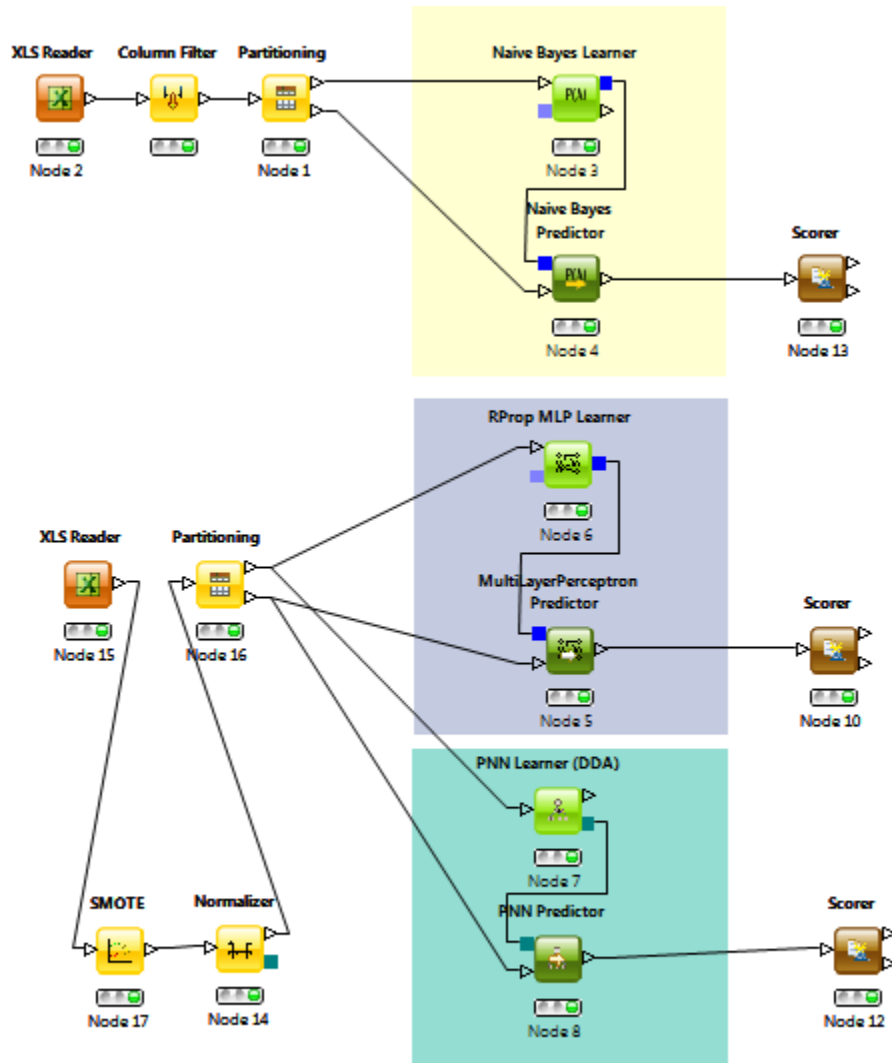 XLS Reader
Column Filter
Partitioning
Naive Bayes Learner
P(A)
Node 2
Node 1
Node 3
Naive Bayes
Predictor
Scorer
P(A)
Node 4
Node 13
RProp MLP Learner
Node 6
XLS Reader
Partitioning
MultiLayerPerceptron
Predictor
Scorer
Node 15
Node 16
Node 5
Node 10
PNN Learner (DDA)
Node 7
SMOTE
Normalizer
PNN Predictor
Scorer
Node 17
Node 14
Node 8
Node 12